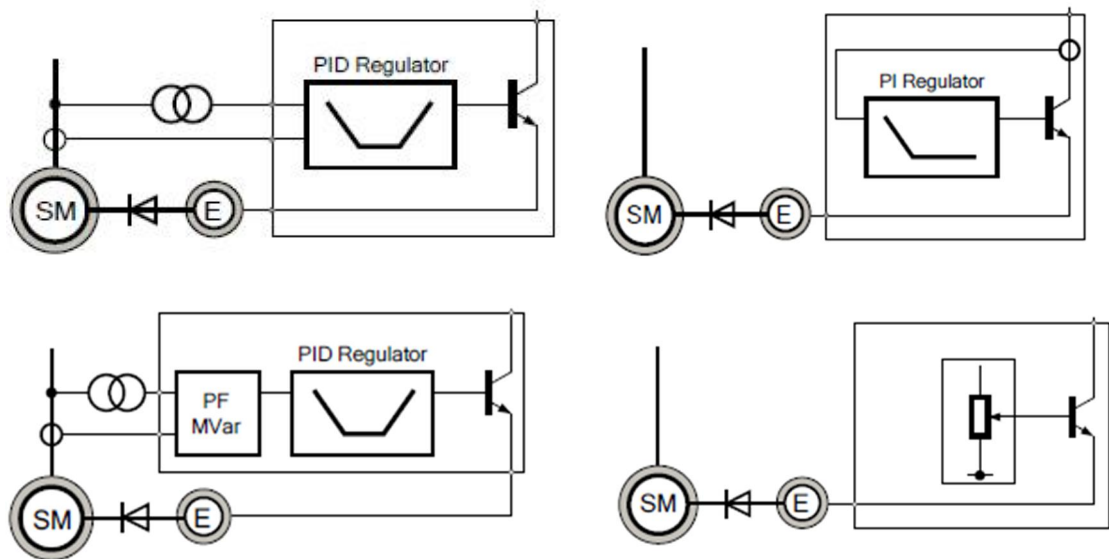 PID Regulator
SM
E
PI Regulator
SM
E
PID Regulator
PF
MVar
SM
E
SM
E